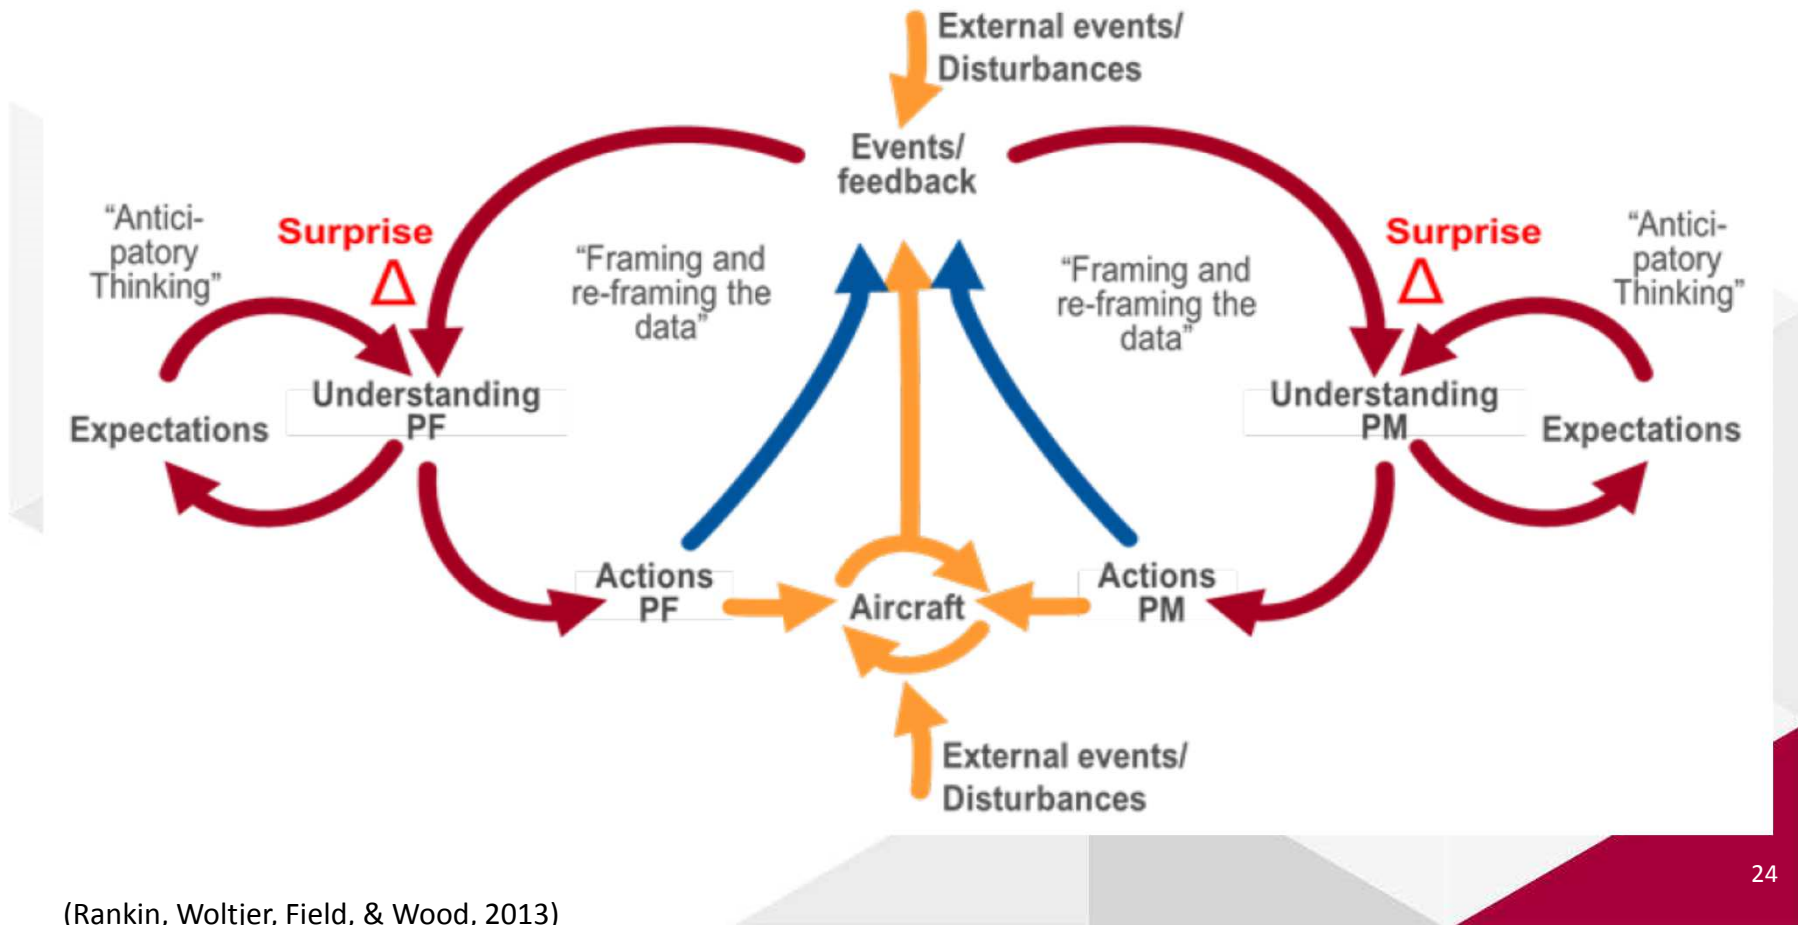 External events/
Disturbances
Events/
feedback
“Antici-
patory
Thinking”
Surprise
Δ
“Framing and
re-framing the
data”
“Framing and
re-framing the
data”
Surprise
Δ
“Antici-
patory
Thinking”
Expectations
Understanding
PF
Understanding
PM
Expectations
Actions
PF
Aircraft
Actions
PM
External events/
Disturbances
24
(Rankin, Woltjer, Field, & Wood, 2013)